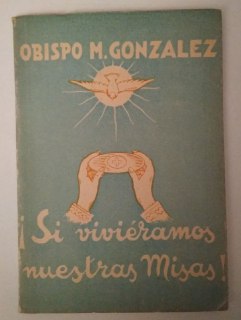 OBISPO M. GONZALEZ
¡Si viviéramos
nuestras Misas!